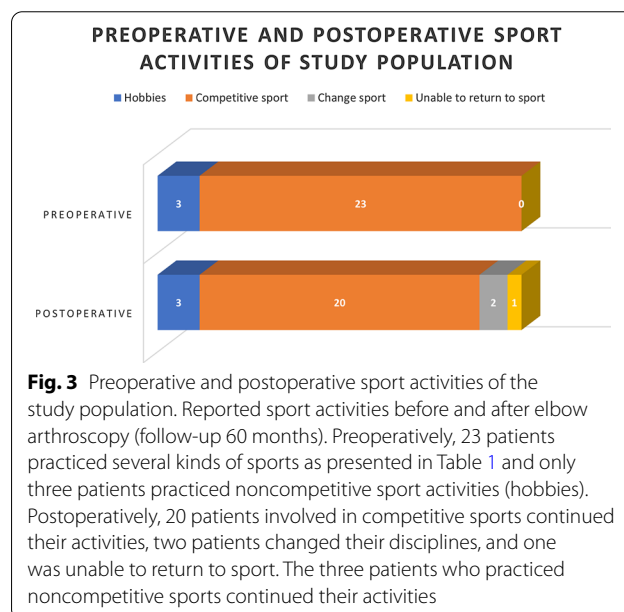 PREOPERATIVE AND POSTOPERATIVE SPORT
ACTIVITIES OF STUDY POPULATION
Hobbies Competitive sport Change sport Unable to return to sport
PREOPERATIVE 3 23 0
POSTOPERATIVE 3 20 2 1
Fig. 3 Preoperative and postoperative sport activities of the
study population. Reported sport activities before and after elbow
arthroscopy (follow-up 60 months). Preoperatively, 23 patients
practiced several kinds of sports as presented in Table 1 and only
three patients practiced noncompetitive sport activities (hobbies).
Postoperatively, 20 patients involved in competitive sports continued
their activities, two patients changed their disciplines, and one
was unable to return to sport. The three patients who practiced
noncompetitive sports continued their activities